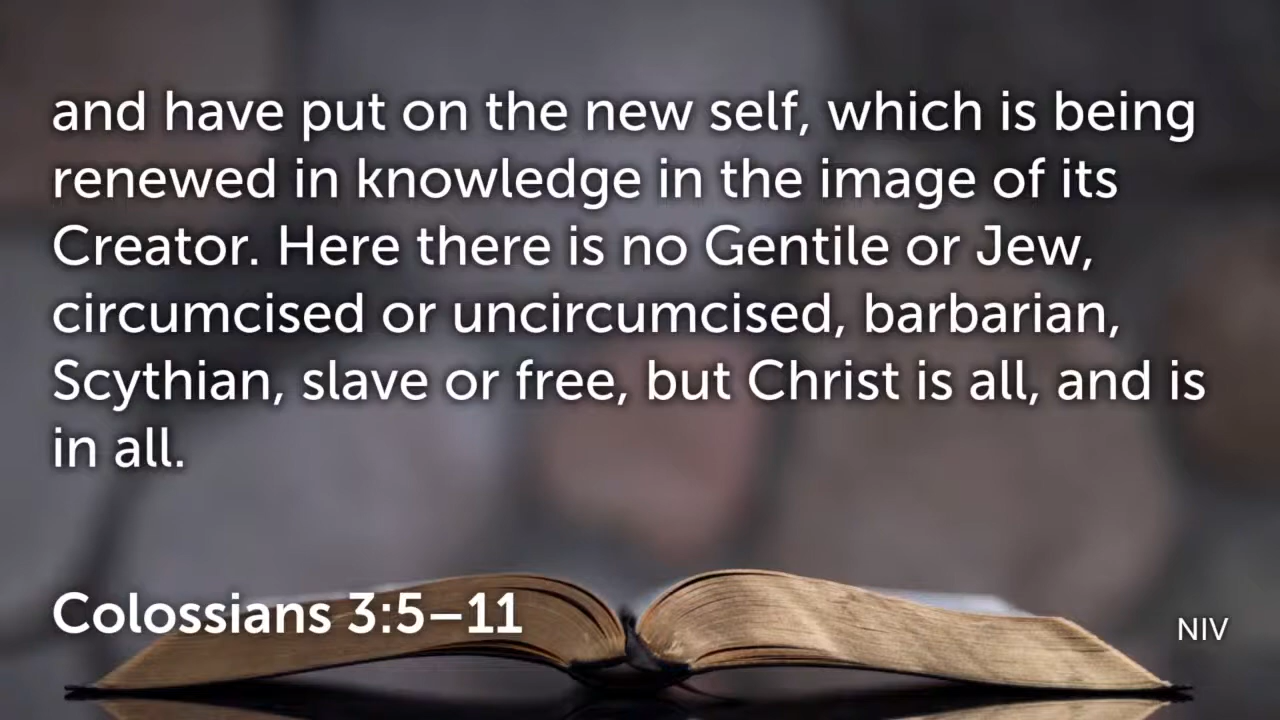 and have put on the new self, which is being
renewed in knowledge in the image of its
Creator. Here there is no Gentile or Jew,
circumcised or uncircumcised, barbarian,
Scythian, slave or free, but Christ is all, and is
in all.
Colossians 3:5–11
NIV